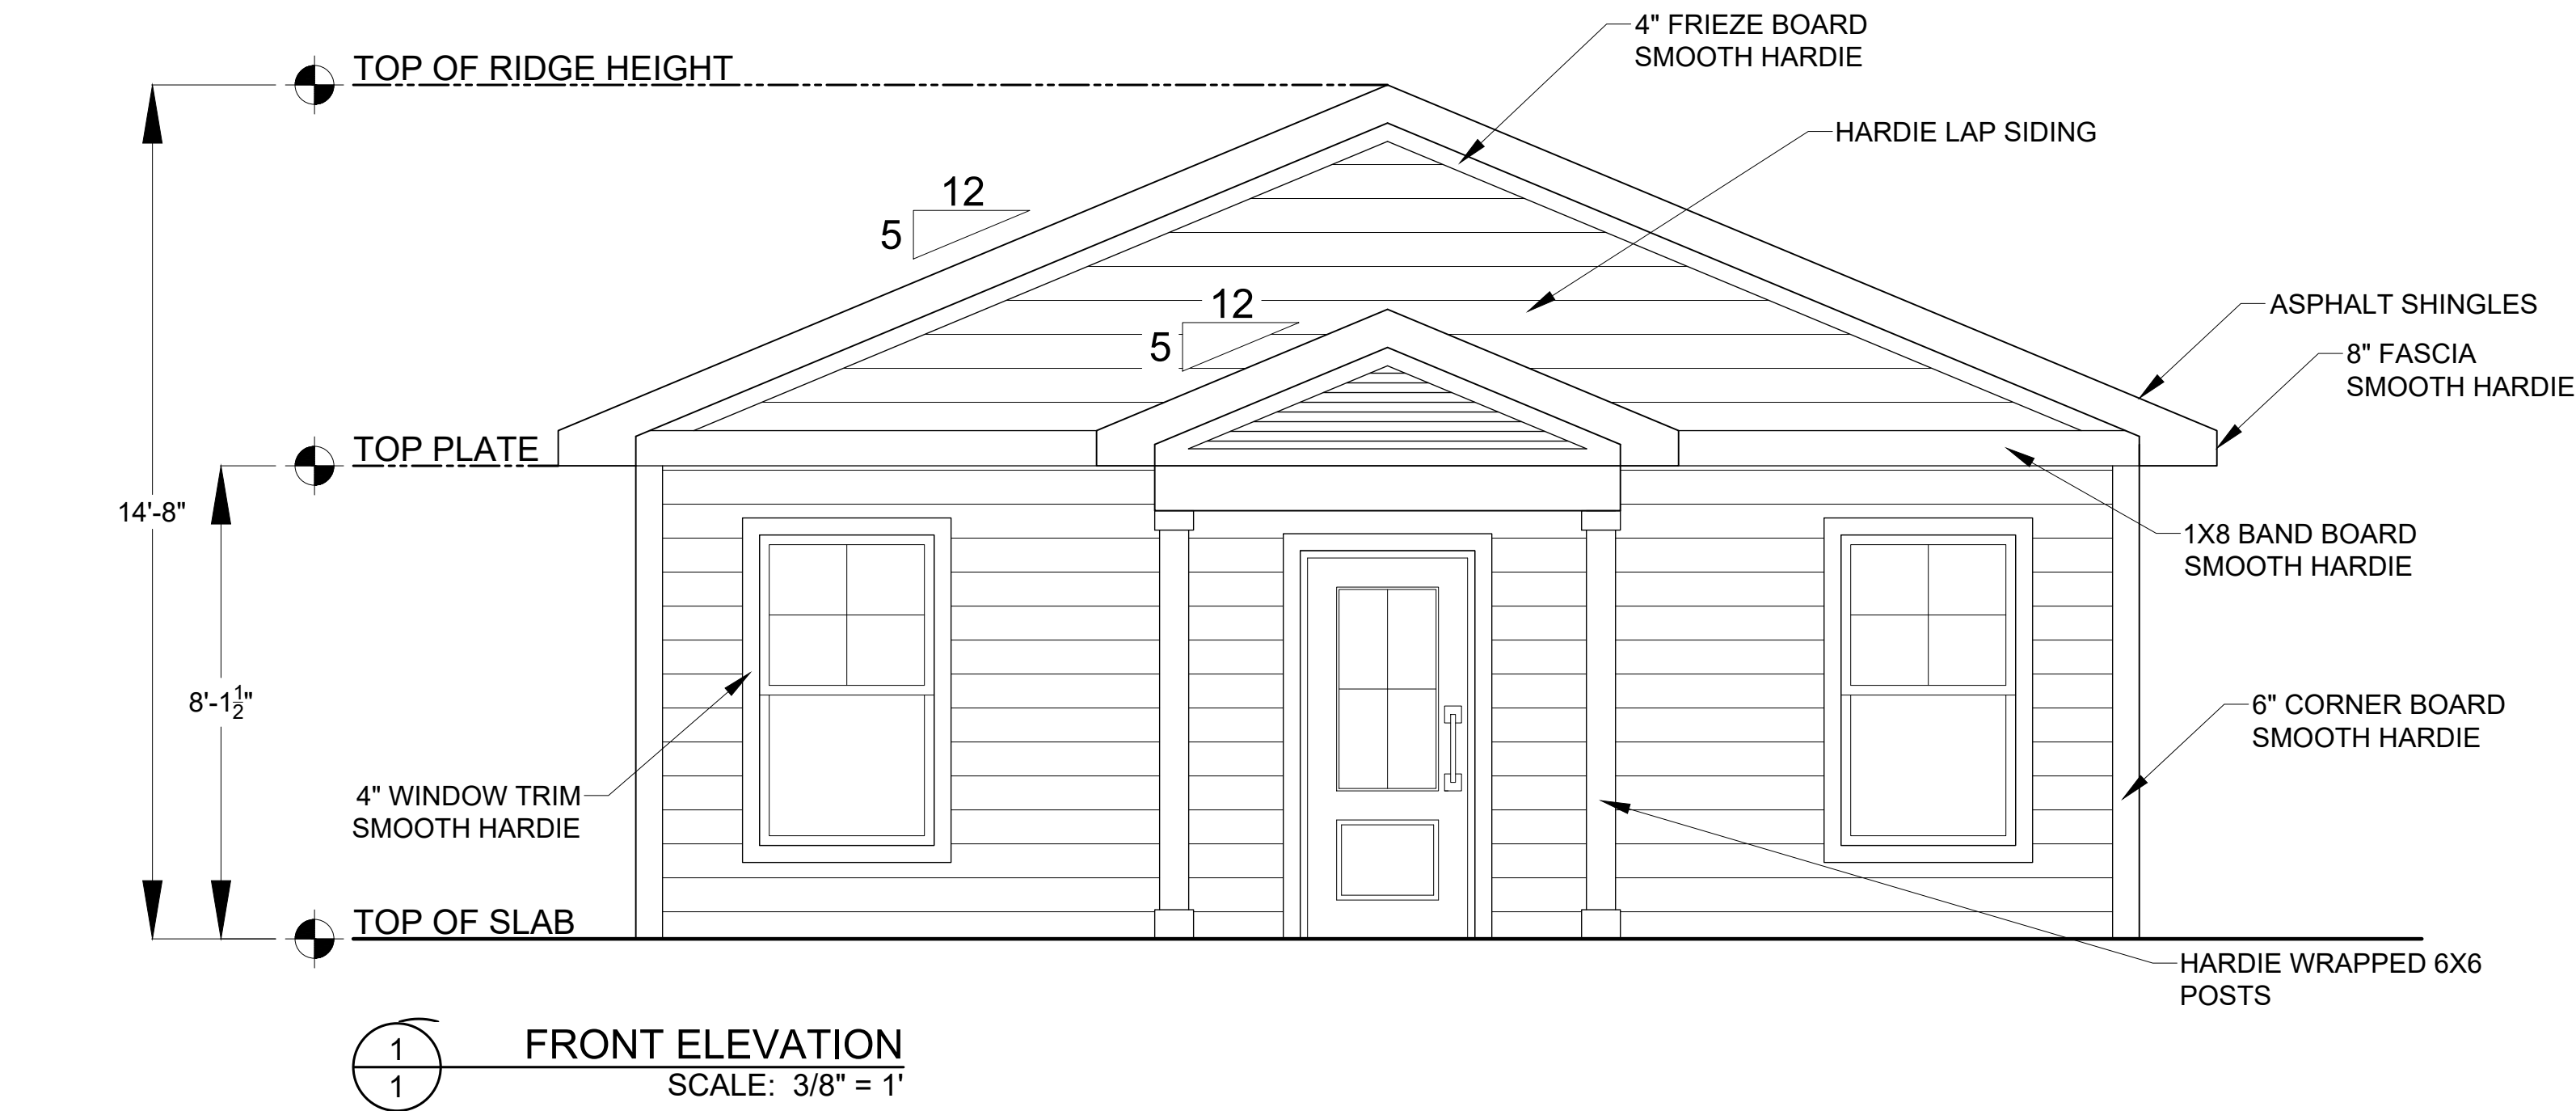 4" FRIEZE BOARD
SMOOTH HARDIE
TOP OF RIDGE HEIGHT
HARDIE LAP SIDING
12
5
12
5
ASPHALT SHINGLES
8" FASCIA
SMOOTH HARDIE
TOP PLATE
14'-8"
1X8 BAND BOARD
SMOOTH HARDIE
8'-1½"
6" CORNER BOARD
SMOOTH HARDIE
4" WINDOW TRIM
SMOOTH HARDIE
TOP OF SLAB
HARDIE WRAPPED 6X6
POSTS
1
1
FRONT ELEVATION
SCALE: 3/8" = 1'